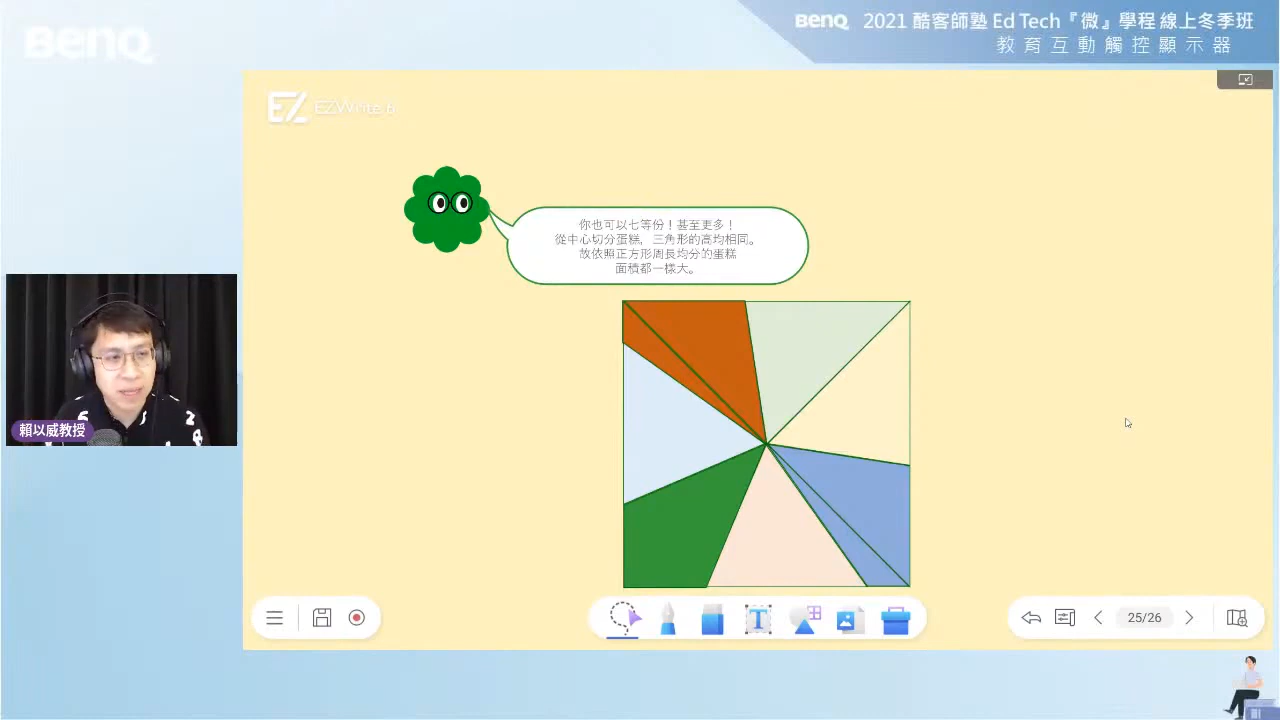 BenQ
BenQ 2021 酷客師塾 Ed Tech『微』學程 線上冬季班
教育互動觸控顯示器
EZ EZWrite 6
你也可以七等份！甚至更多！
從中心切分蛋糕，三角形的高均相同。
故依照正方形周長均分的蛋糕
面積都一樣大。
賴以威教授
T
25/26